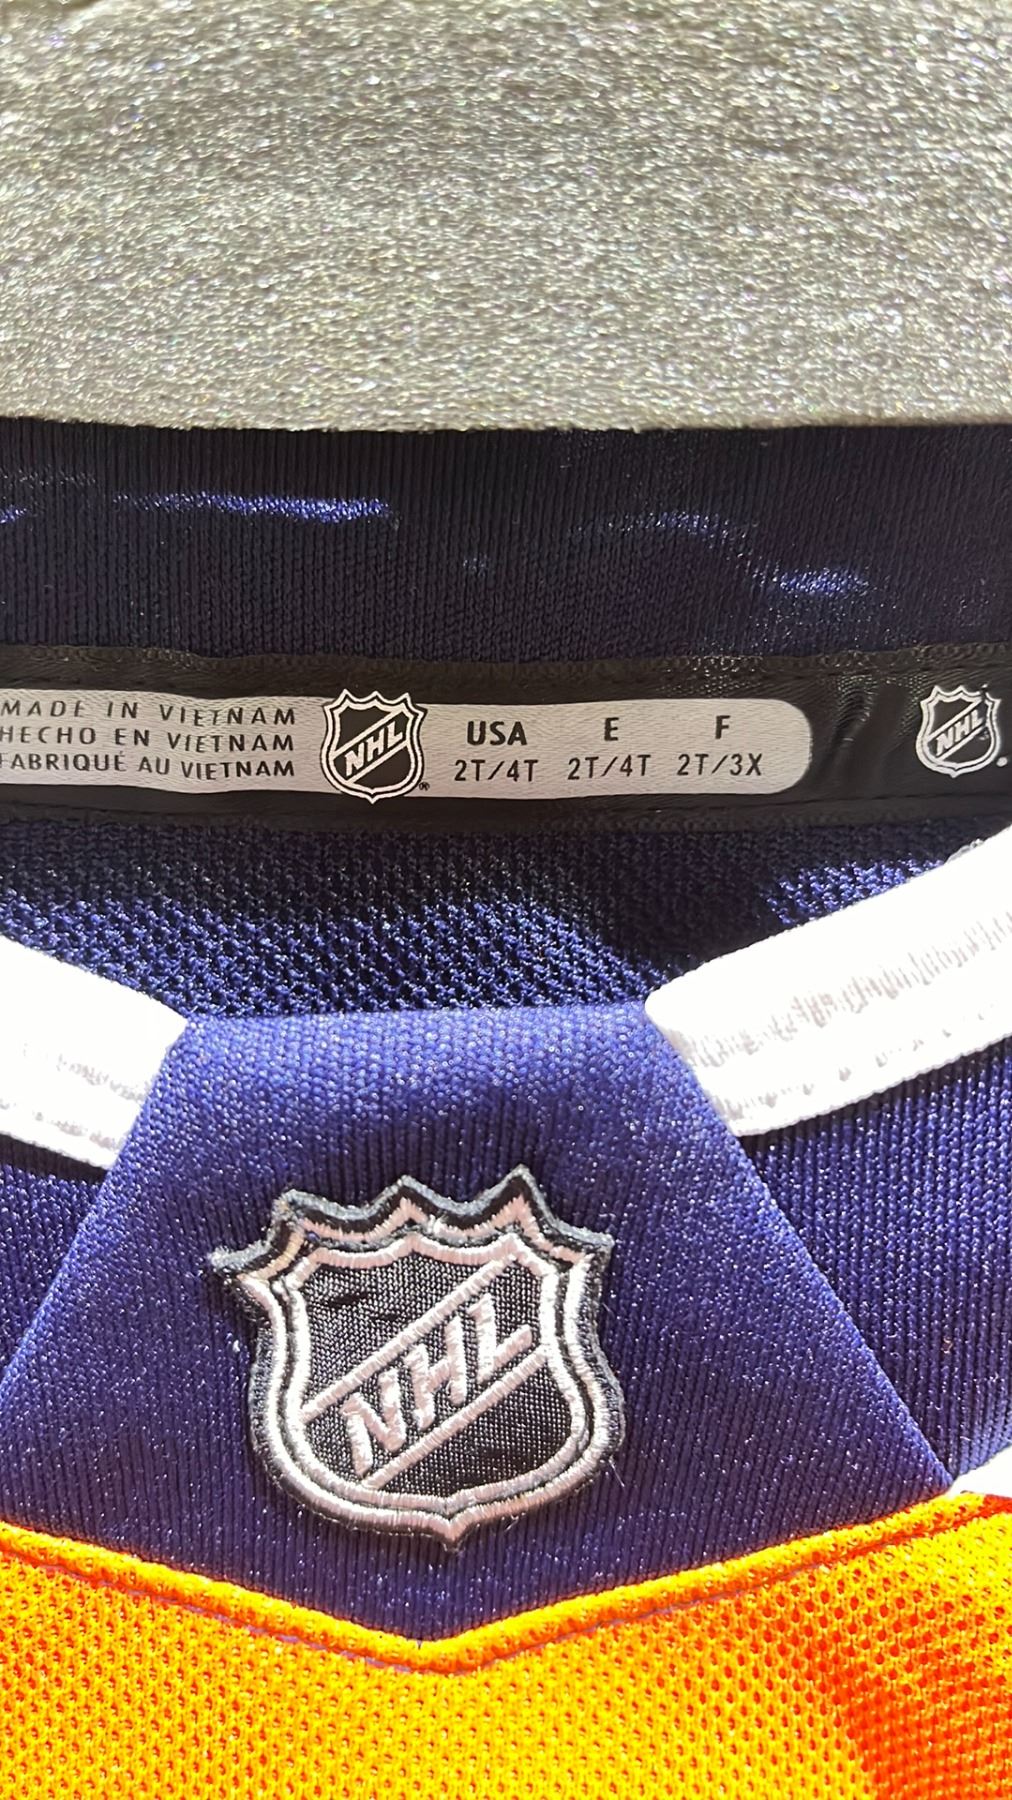 MADE IN VIETNAM
HECHO EN VIETNAM
FABRIQUÉ AU VIETNAM
NHL
®
USA E F
2T/4T 2T/4T 2T/3X
NHL
NHL